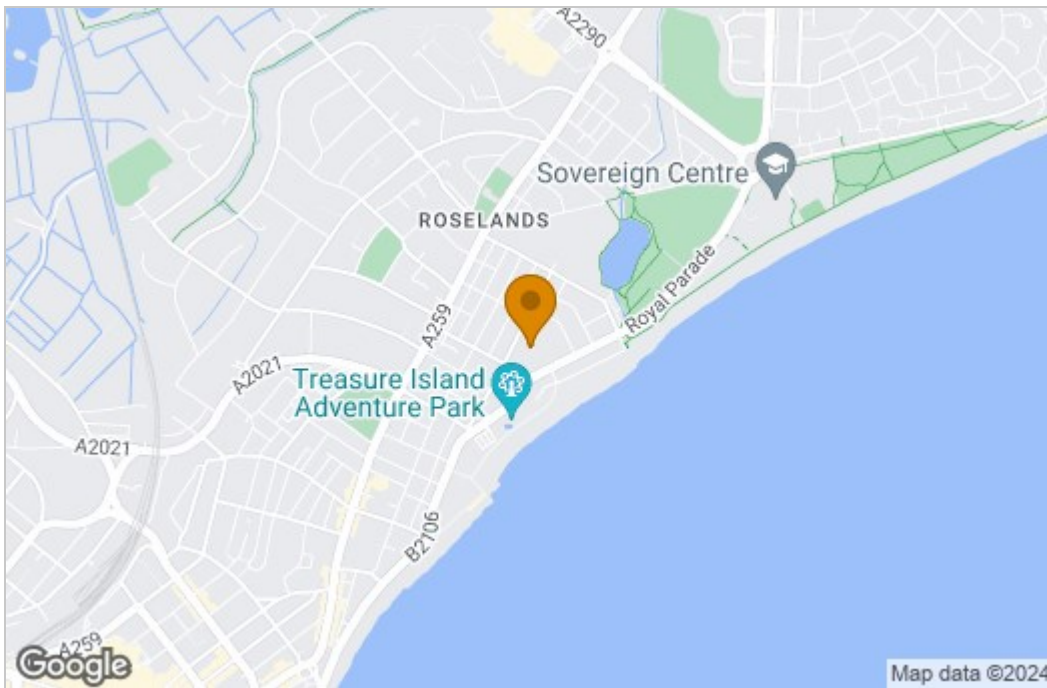 A2290
Sovereign Centre
ROSELANDS
Royal Parade
A259
A2021
Treasure Island
Adventure Park
A2021
B2106
A259
Google
Map data ©2024